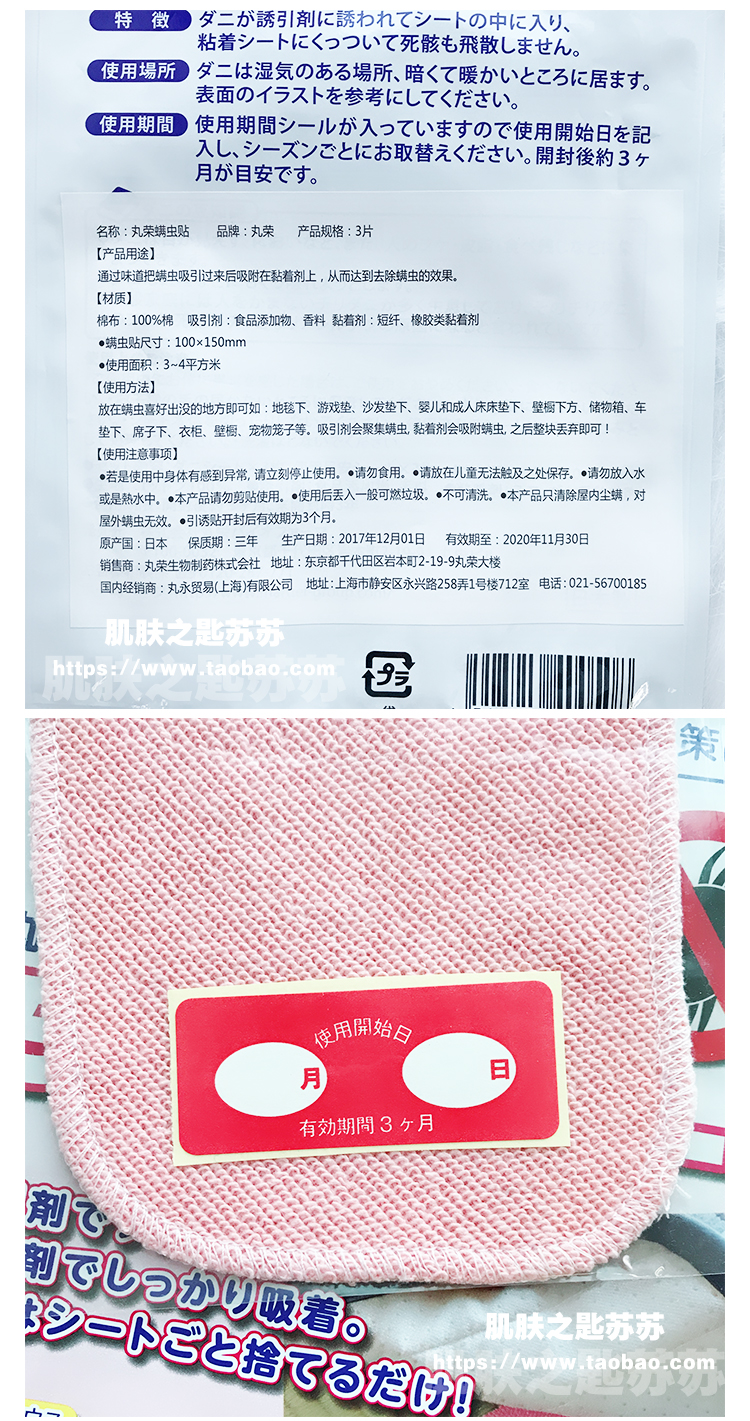 特徴 ダニが誘引剤に誘われてシートの中に入り、
粘着シートにくっついて死骸も飛散しません。
使用場所 ダニは湿気のある場所、暗くて暖かいところに居ます。
表面のイラストを参考にしてください。
使用期間 使用期間シールが入っていますので使用開始日を記
入し、シーズンごとにお取替えください。開封後約3ヶ
月が目安です。
名称：丸荣螨虫贴 品牌：丸荣 产品规格：3片
【产品用途】
通过味道把螨虫吸引过来后吸附在黏着剂上，从而达到去除螨虫的效果。
【材质】
棉布：100%棉 吸引剂：食品添加物、香料 黏着剂：短纤、橡胶类黏着剂
●螨虫贴尺寸：100×150mm
●使用面积：3~4平方米
【使用方法】
放在螨虫喜好出没的地方即可如：地毯下、游戏垫、沙发垫下、婴儿和成人床床垫下、壁橱下方、储物箱、车
垫下、席子下、衣柜、壁橱、宠物笼子等。吸引剂会聚集螨虫, 黏着剂会吸附螨虫, 之后整块丢弃即可！
【使用注意事项】
●若是使用中身体有感到异常, 请立刻停止使用。●请勿食用。●请放在儿童无法触及之处保存。●请勿放入水
或是熱水中。●本产品请勿剪贴使用。●使用后丢入一般可燃垃圾。●不可清洗。●本产品只清除屋内尘螨，对
屋外螨虫无效。●引诱贴开封后有效期为3个月。
原产国：日本 保质期：三年 生产日期：2017年12月01日 有效期至：2020年11月30日
销售商：丸荣生物制药株式会社 地址：东京都千代田区岩本町2-19-9丸荣大楼
国内经销商：丸永贸易(上海)有限公司 地址：上海市静安区永兴路258弄1号楼712室 电话：021-56700185
肌肤之匙苏苏
https://www.taobao.com
肌肤之匙苏苏
プラ
策
使用開始日
月 日
有効期間3ヶ月
剤で
剤でしっかり吸着。
はシートごと捨てるだけ！
肌肤之匙苏苏
https://www.taobao.com
肌肤之匙苏苏